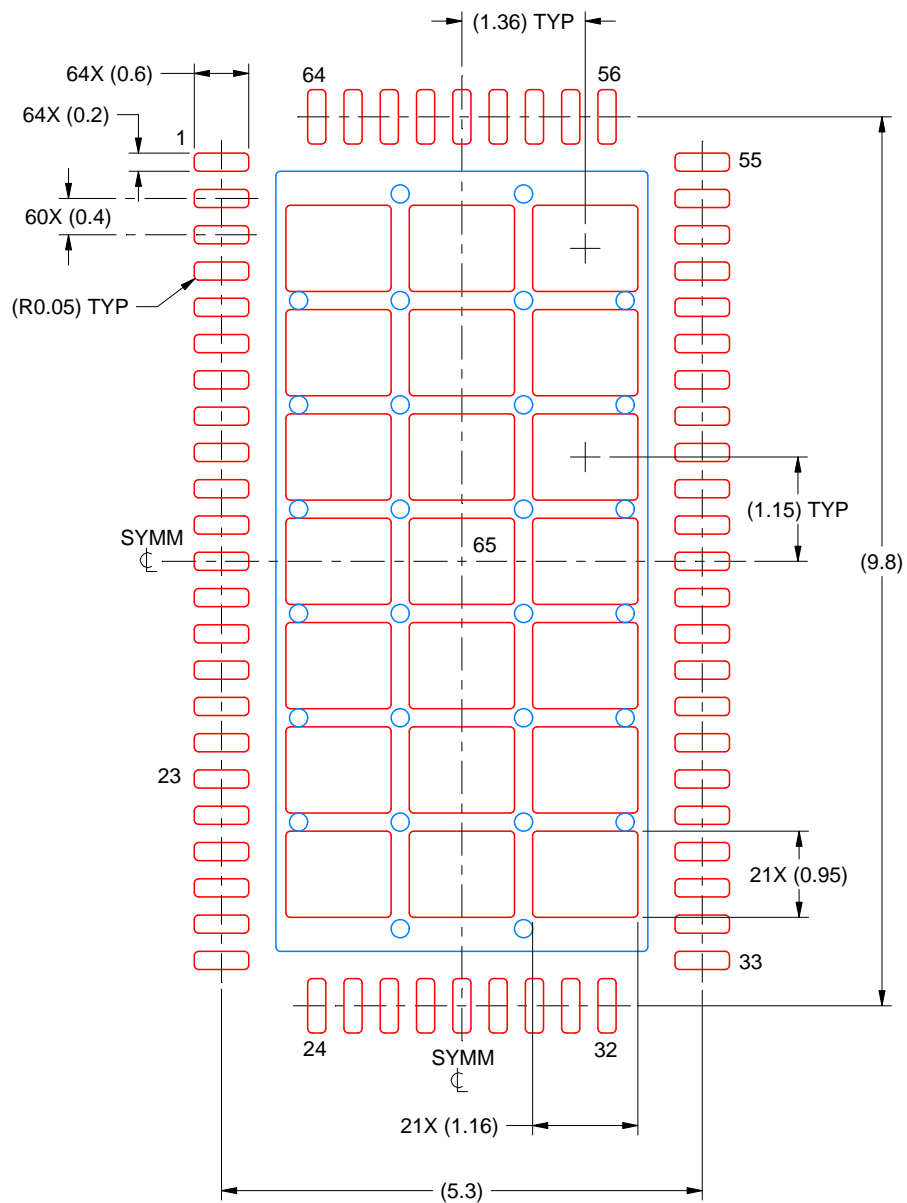 (1.36) TYP
64X (0.6)
64
56
64X (0.2)
1
55
60X (0.4)
(R0.05) TYP
(1.15) TYP
SYMM
65
(9.8)
23
21X (0.95)
33
24
32
SYMM
21X (1.16)
(5.3)